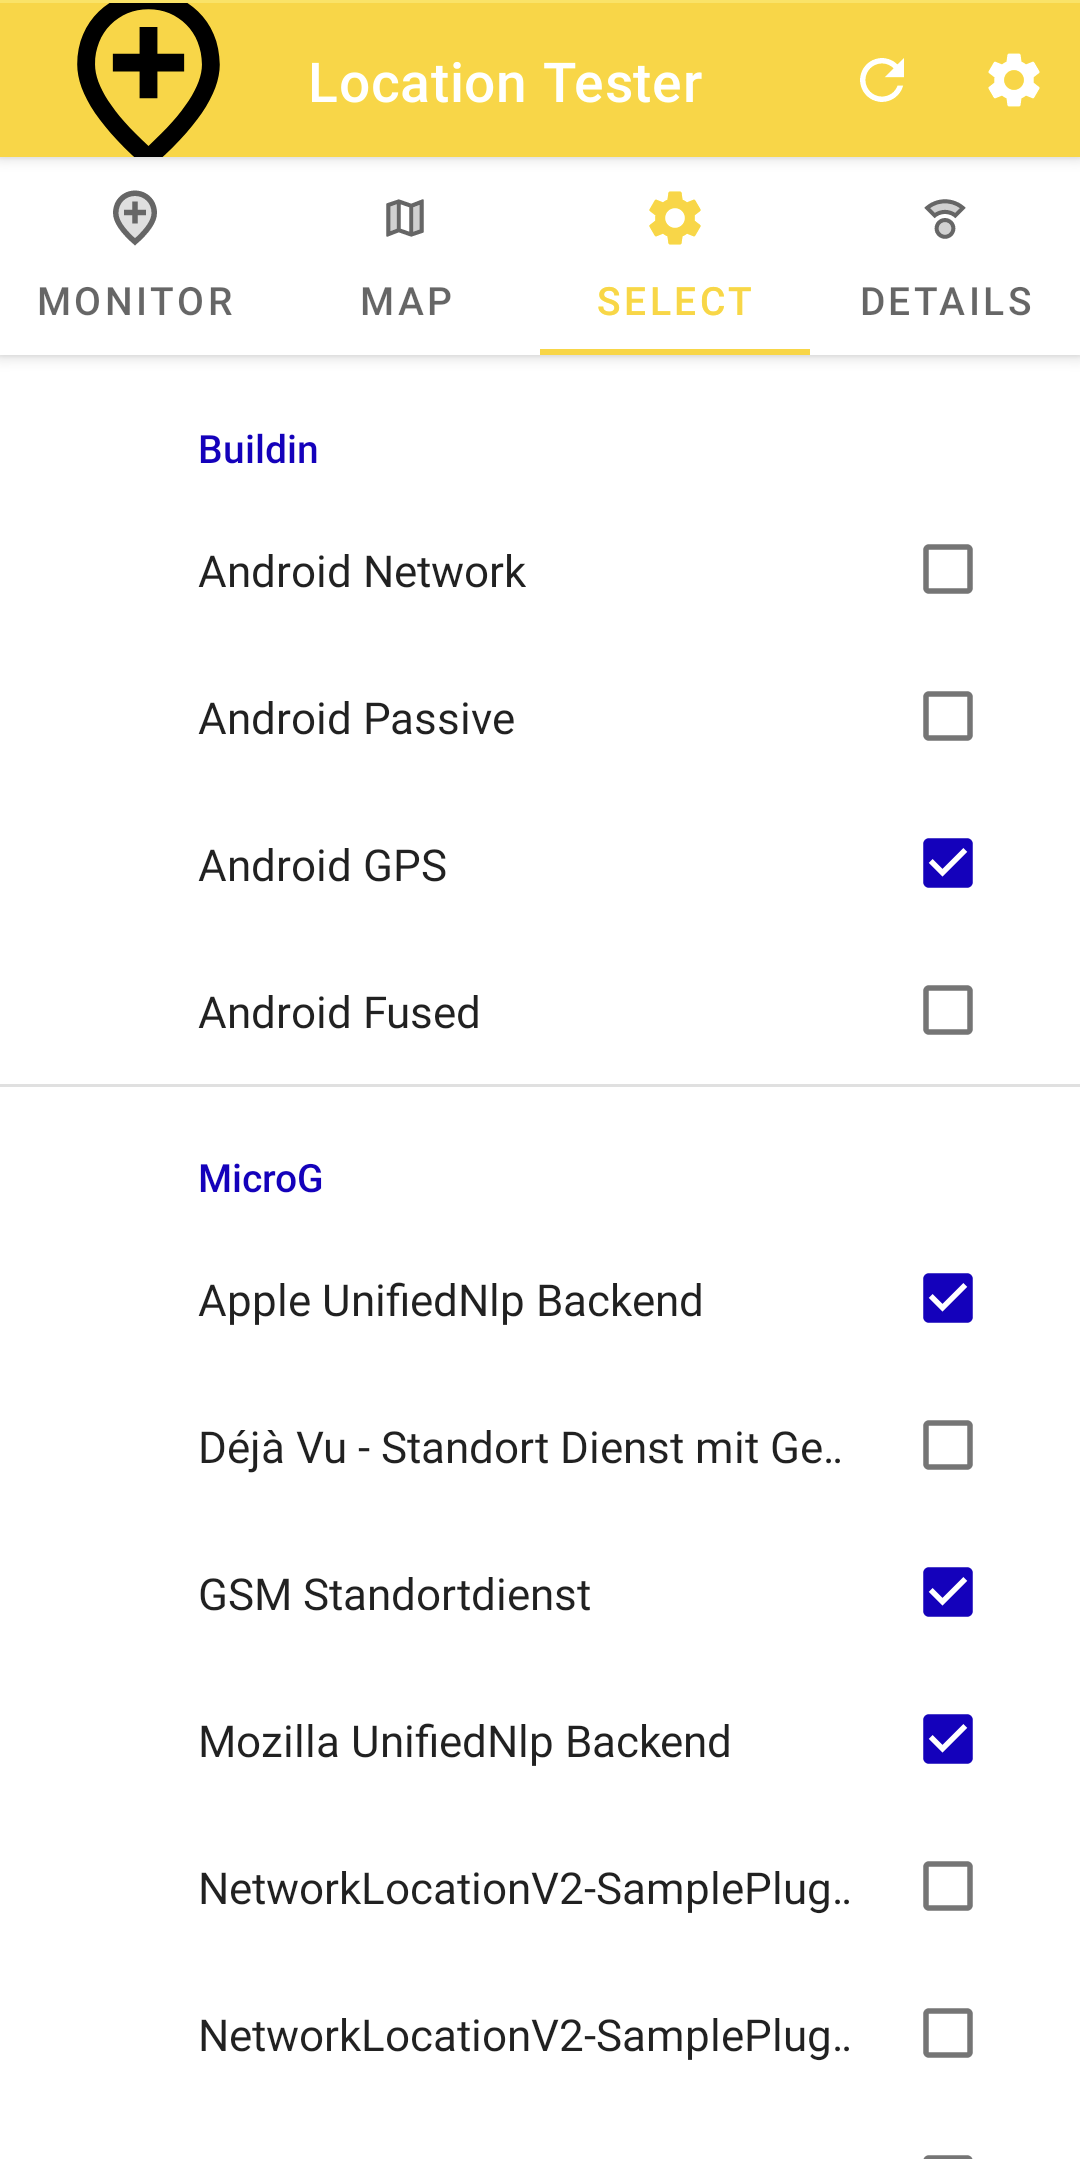 Location Tester
MONITOR
MAP
SELECT
DETAILS
Buildin
Android Network
Android Passive
Android GPS
Android Fused
MicroG
Apple UnifiedNlp Backend
Déjà Vu - Standort Dienst mit Ge..
GSM Standortdienst
Mozilla UnifiedNlp Backend
NetworkLocationV2-SamplePlug..
NetworkLocationV2-SamplePlug..